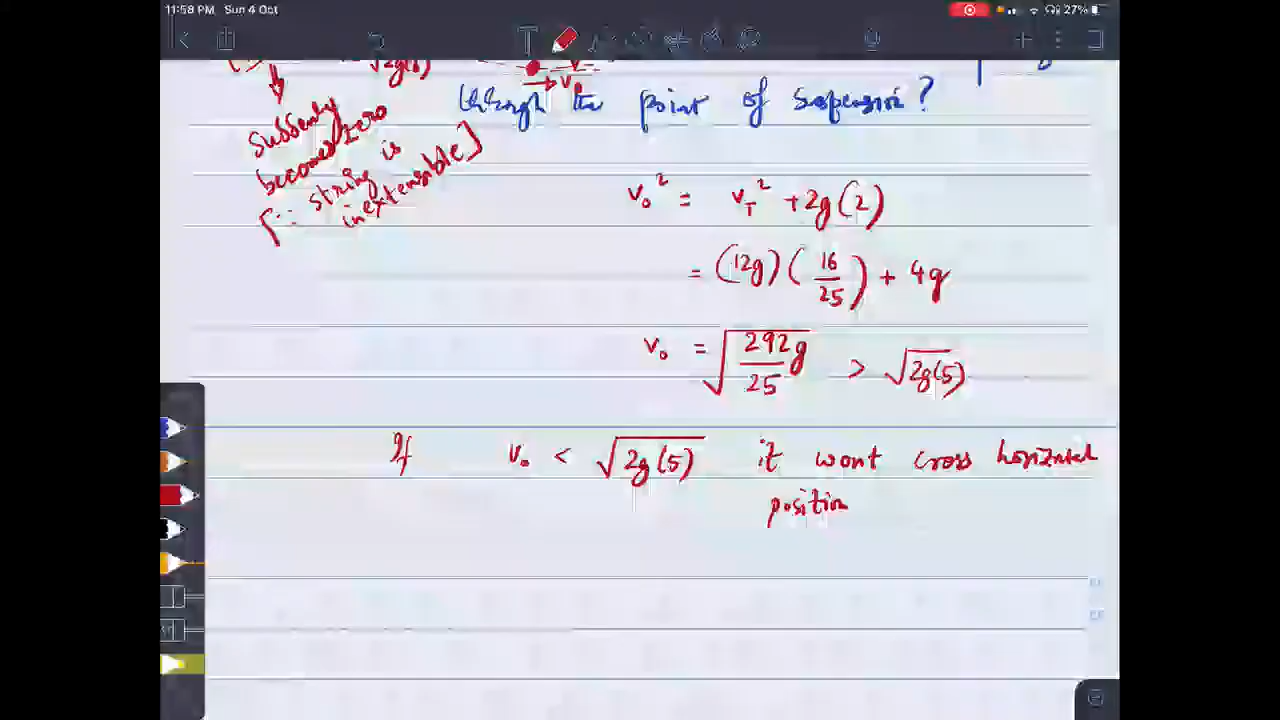 11:58 PM Sun 4 Oct
27%
√2g(6)
through the point of suspension?
suddenly
becomes zero
[∵ string is
inextensible]
v₀² = v_T² + 2g(2)
= (12g)(16/25) + 4g
v₀ = √(292g/25) > √2g(5)
If v₀ < √2g(5) it wont cross horizontal
position